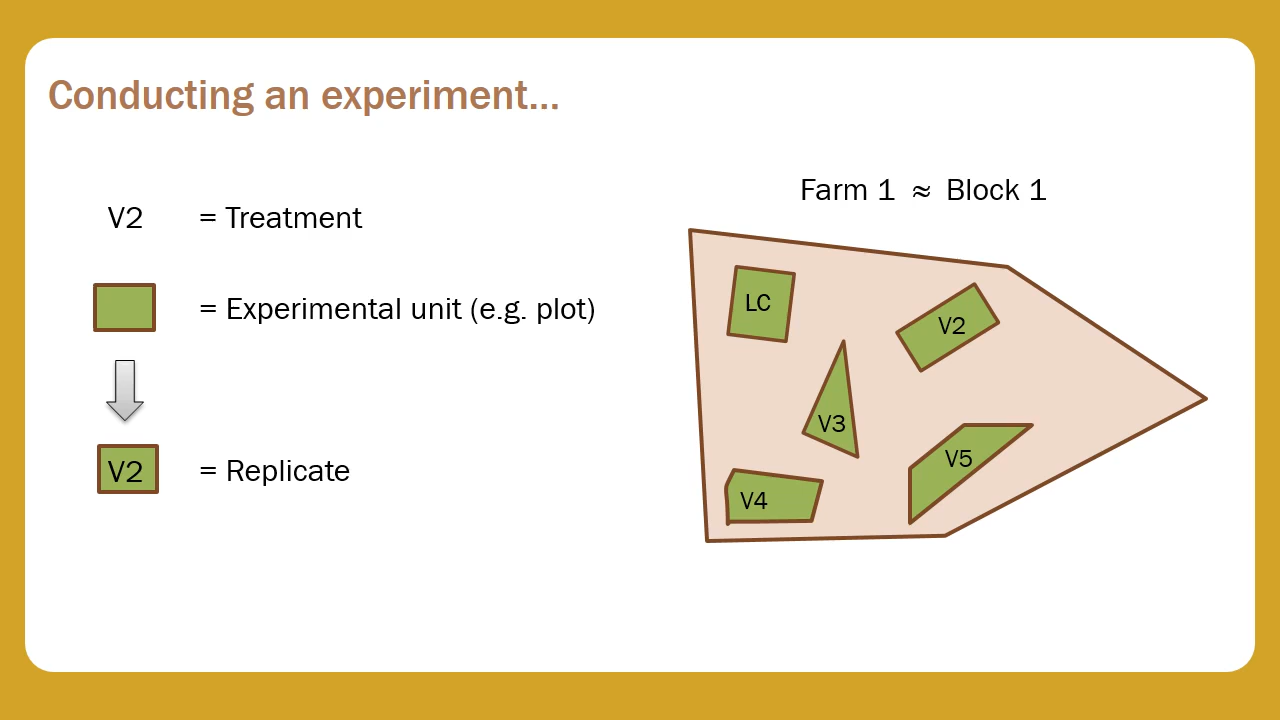 Conducting an experiment...
V2 = Treatment
= Experimental unit (e.g. plot)
V2 = Replicate
Farm 1 ≈ Block 1
LC
V2
V3
V5
V4